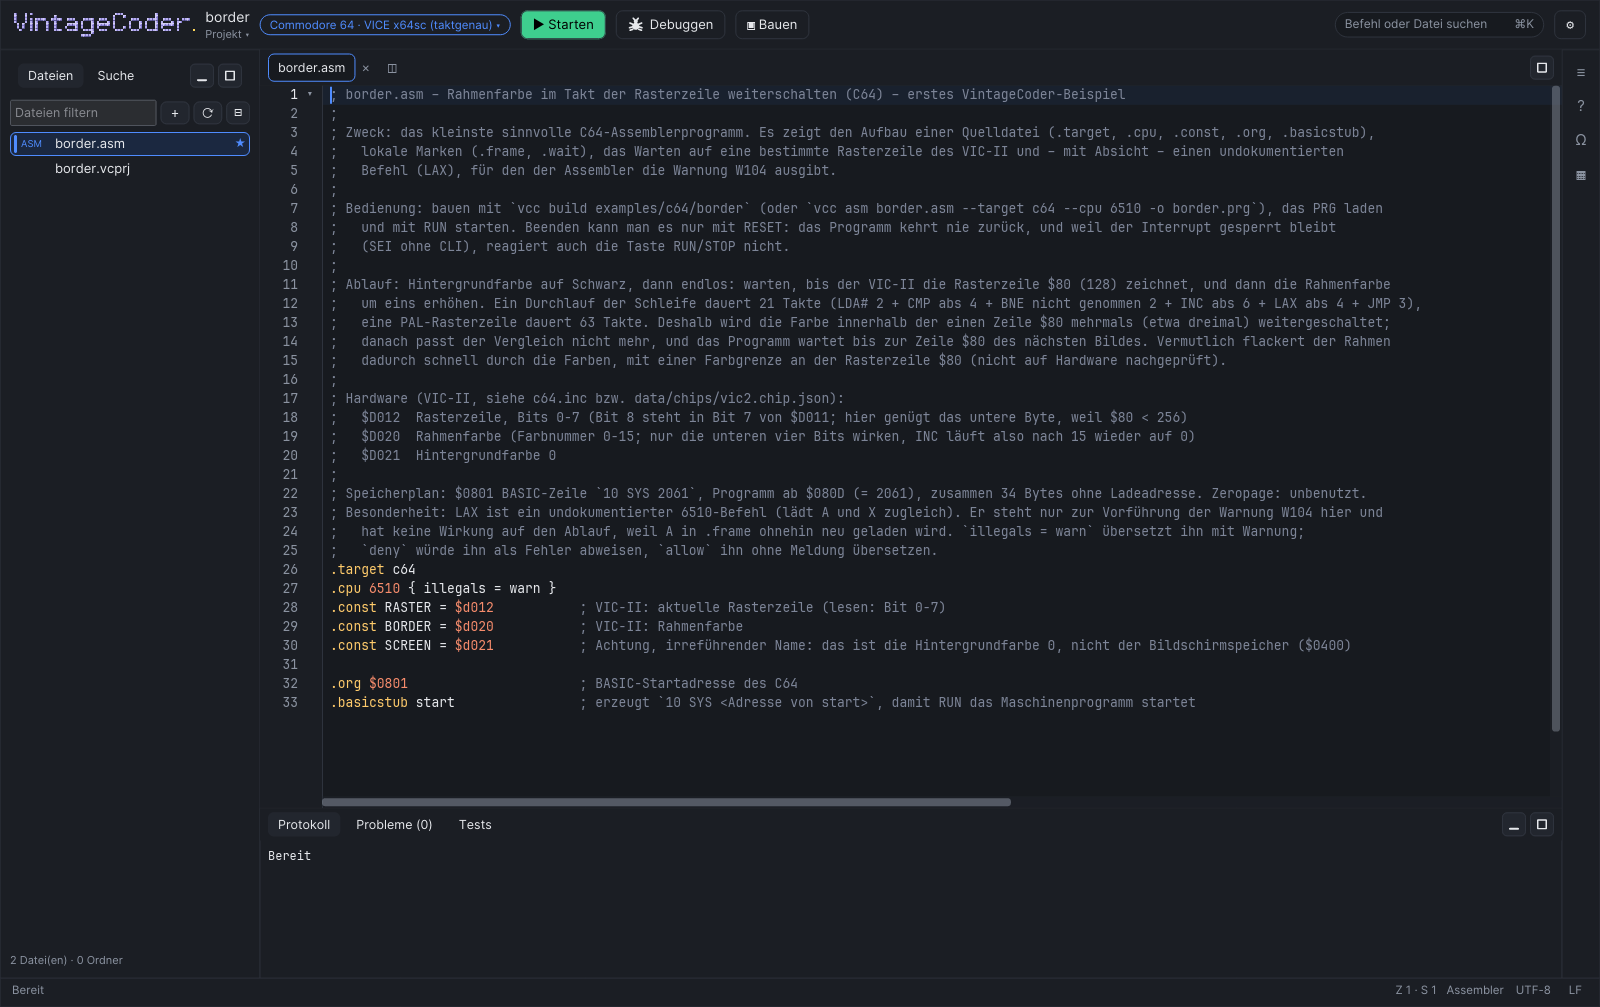 VintageCoder.
border
Projekt
Commodore 64 · VICE x64sc (taktgenau)
Starten
Debuggen
Bauen
Befehl oder Datei suchen ⌘K
Dateien Suche
Dateien filtern
ASM border.asm
border.vcprj
border.asm
1 ; border.asm – Rahmenfarbe im Takt der Rasterzeile weiterschalten (C64) – erstes VintageCoder-Beispiel
2 ;
3 ; Zweck: das kleinste sinnvolle C64-Assemblerprogramm. Es zeigt den Aufbau einer Quelldatei (.target, .cpu, .const, .org, .basicstub),
4 ;   lokale Marken (.frame, .wait), das Warten auf eine bestimmte Rasterzeile des VIC-II und – mit Absicht – einen undokumentierten
5 ;   Befehl (LAX), für den der Assembler die Warnung W104 ausgibt.
6 ;
7 ; Bedienung: bauen mit `vcc build examples/c64/border` (oder `vcc asm border.asm --target c64 --cpu 6510 -o border.prg`), das PRG laden
8 ;   und mit RUN starten. Beenden kann man es nur mit RESET: das Programm kehrt nie zurück, und weil der Interrupt gesperrt bleibt
9 ;   (SEI ohne CLI), reagiert auch die Taste RUN/STOP nicht.
10 ;
11 ; Ablauf: Hintergrundfarbe auf Schwarz, dann endlos: warten, bis der VIC-II die Rasterzeile $80 (128) zeichnet, und dann die Rahmenfarbe
12 ;   um eins erhöhen. Ein Durchlauf der Schleife dauert 21 Takte (LDA# 2 + CMP abs 4 + BNE nicht genommen 2 + INC abs 6 + LAX abs 4 + JMP 3),
13 ;   eine PAL-Rasterzeile dauert 63 Takte. Deshalb wird die Farbe innerhalb der einen Zeile $80 mehrmals (etwa dreimal) weitergeschaltet;
14 ;   danach passt der Vergleich nicht mehr, und das Programm wartet bis zur Zeile $80 des nächsten Bildes. Vermutlich flackert der Rahmen
15 ;   dadurch schnell durch die Farben, mit einer Farbgrenze an der Rasterzeile $80 (nicht auf Hardware nachgeprüft).
16 ;
17 ; Hardware (VIC-II, siehe c64.inc bzw. data/chips/vic2.chip.json):
18 ;   $D012  Rasterzeile, Bits 0-7 (Bit 8 steht in Bit 7 von $D011; hier genügt das untere Byte, weil $80 < 256)
19 ;   $D020  Rahmenfarbe (Farbnummer 0-15; nur die unteren vier Bits wirken, INC läuft also nach 15 wieder auf 0)
20 ;   $D021  Hintergrundfarbe 0
21 ;
22 ; Speicherplan: $0801 BASIC-Zeile `10 SYS 2061`, Programm ab $080D (= 2061), zusammen 34 Bytes ohne Ladeadresse. Zeropage: unbenutzt.
23 ; Besonderheit: LAX ist ein undokumentierter 6510-Befehl (lädt A und X zugleich). Er steht nur zur Vorführung der Warnung W104 hier und
24 ;   hat keine Wirkung auf den Ablauf, weil A in .frame ohnehin neu geladen wird. `illegals = warn` übersetzt ihn mit Warnung;
25 ;   `deny` würde ihn als Fehler abweisen, `allow` ihn ohne Meldung übersetzen.
26 .target c64
27 .cpu 6510 { illegals = warn }
28 .const RASTER = $d012           ; VIC-II: aktuelle Rasterzeile (lesen: Bit 0-7)
29 .const BORDER = $d020           ; VIC-II: Rahmenfarbe
30 .const SCREEN = $d021           ; Achtung, irreführender Name: das ist die Hintergrundfarbe 0, nicht der Bildschirmspeicher ($0400)
31
32 .org $0801                      ; BASIC-Startadresse des C64
33 .basicstub start                ; erzeugt `10 SYS <Adresse von start>`, damit RUN das Maschinenprogramm startet
Protokoll Probleme (0) Tests
Bereit
2 Datei(en) · 0 Ordner
Bereit
Z 1 · S 1 Assembler UTF-8 LF